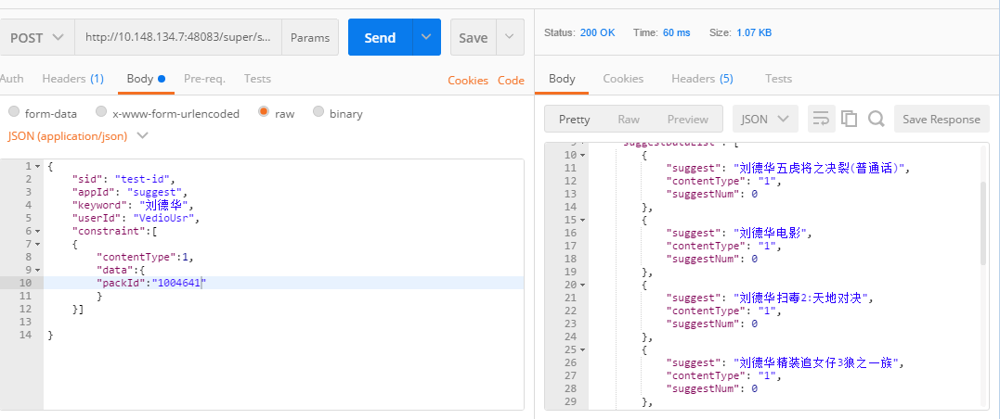 POST http://10.148.134.7:48083/super/s... Params Send Save
Auth Headers (1) Body Pre-req. Tests Cookies Code
form-data x-www-form-urlencoded raw binary
JSON (application/json)
1 {
2 "sid": "test-id",
3 "appId": "suggest",
4 "keyword": "刘德华",
5 "userId": "VedioUsr",
6 "constraint":[
7 {
8 "contentType":1,
9 "data":{
10 "packId":"1004641"
11 }
12 }]
13
14 }
Status: 200 OK Time: 60 ms Size: 1.07 KB
Body Cookies Headers (5) Tests
Pretty Raw Preview JSON Save Response
9 "suggestDataList": [
10 {
11 "suggest": "刘德华五虎将之决裂(普通话)",
12 "contentType": "1",
13 "suggestNum": 0
14 },
15 {
16 "suggest": "刘德华电影",
17 "contentType": "1",
18 "suggestNum": 0
19 },
20 {
21 "suggest": "刘德华扫毒2:天地对决",
22 "contentType": "1",
23 "suggestNum": 0
24 },
25 {
26 "suggest": "刘德华精装追女仔3狼之一族",
27 "contentType": "1",
28 "suggestNum": 0
29 },